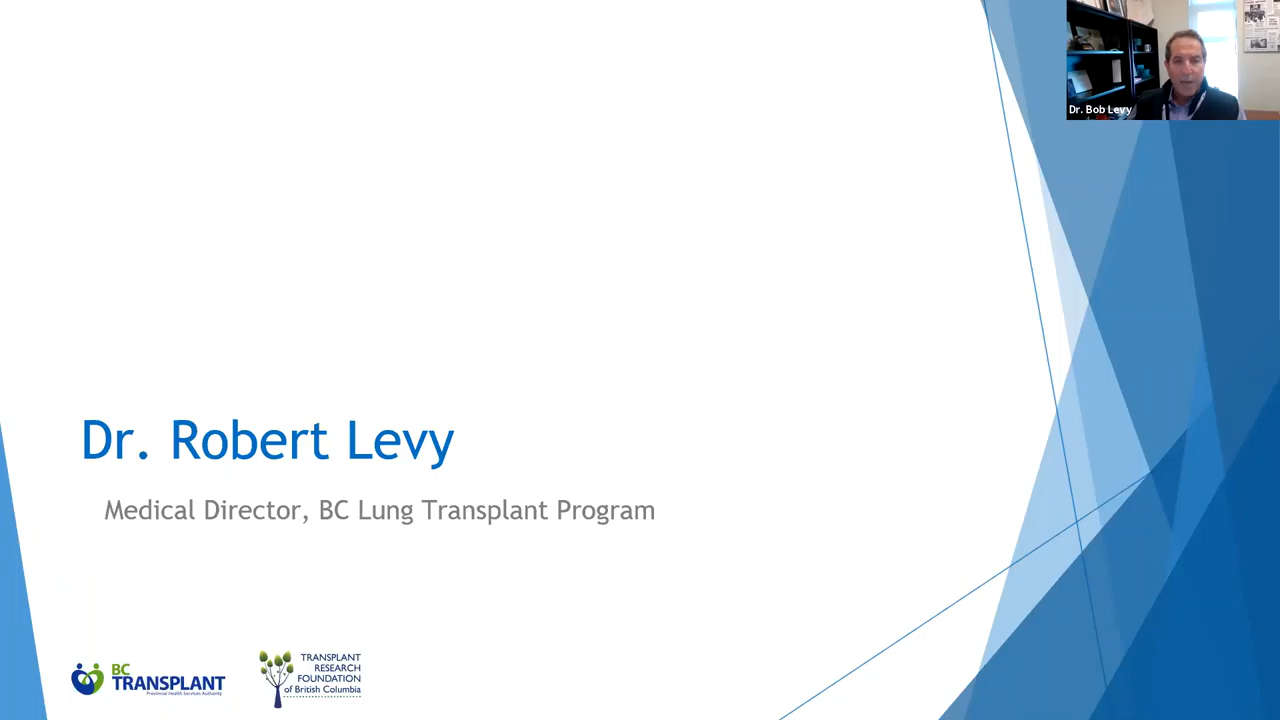 Dr. Bob Levy
Dr. Robert Levy
Medical Director, BC Lung Transplant Program
BC
TRANSPLANT
Provincial Health Services Authority
TRANSPLANT
RESEARCH
FOUNDATION
of British Columbia